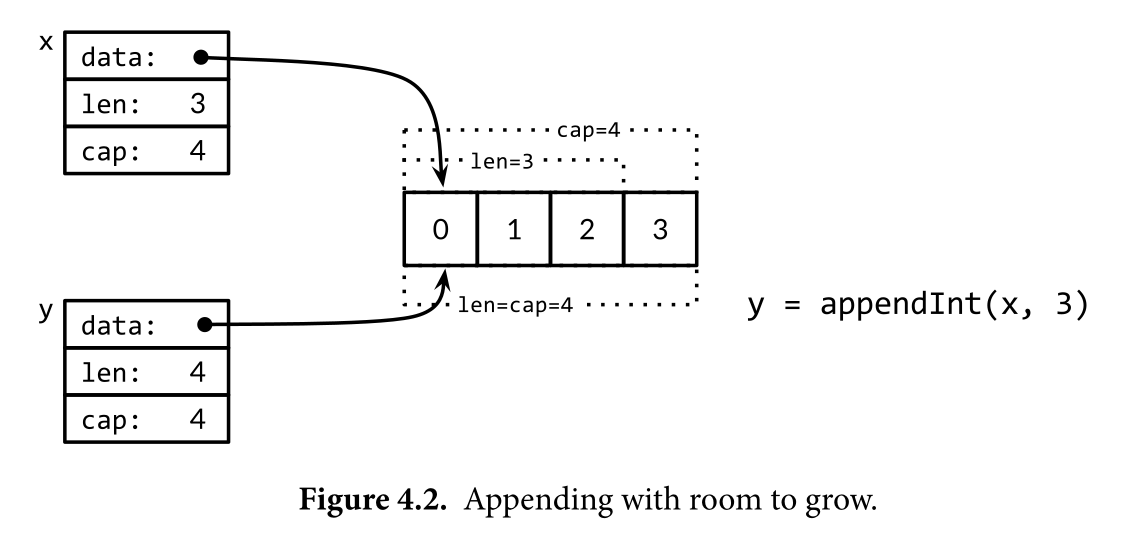 x
data:
len: 3
cap: 4
cap=4
len=3
0 1 2 3
len=cap=4
y = appendInt(x, 3)
y
data:
len: 4
cap: 4
Figure 4.2. Appending with room to grow.